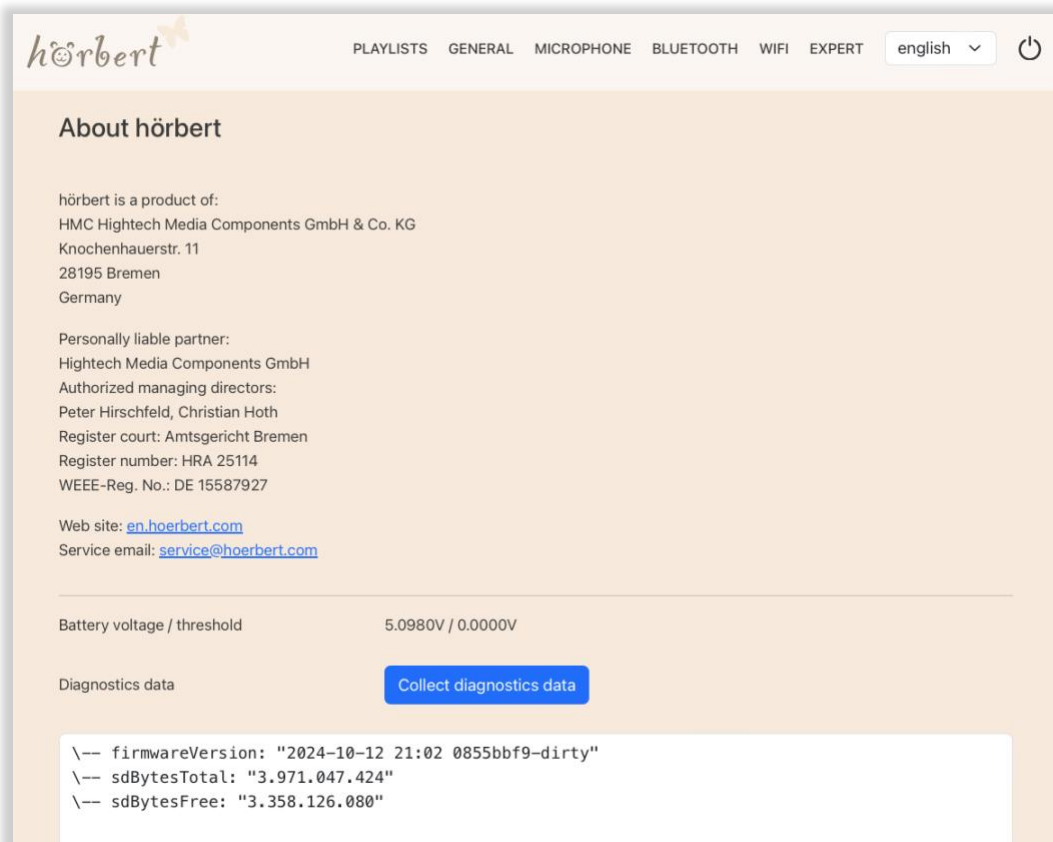 hörbert
PLAYLISTS GENERAL MICROPHONE BLUETOOTH WIFI EXPERT english
About hörbert
hörbert is a product of:
HMC Hightech Media Components GmbH & Co. KG
Knochenhauerstr. 11
28195 Bremen
Germany
Personally liable partner:
Hightech Media Components GmbH
Authorized managing directors:
Peter Hirschfeld, Christian Hoth
Register court: Amtsgericht Bremen
Register number: HRA 25114
WEEE-Reg. No.: DE 15587927
Web site: en.hoerbert.com
Service email: service@hoerbert.com
Battery voltage / threshold 5.0980V / 0.0000V
Diagnostics data Collect diagnostics data
\-- firmwareVersion: "2024-10-12 21:02 0855bbf9-dirty"
\-- sdBytesTotal: "3.971.047.424"
\-- sdBytesFree: "3.358.126.080"